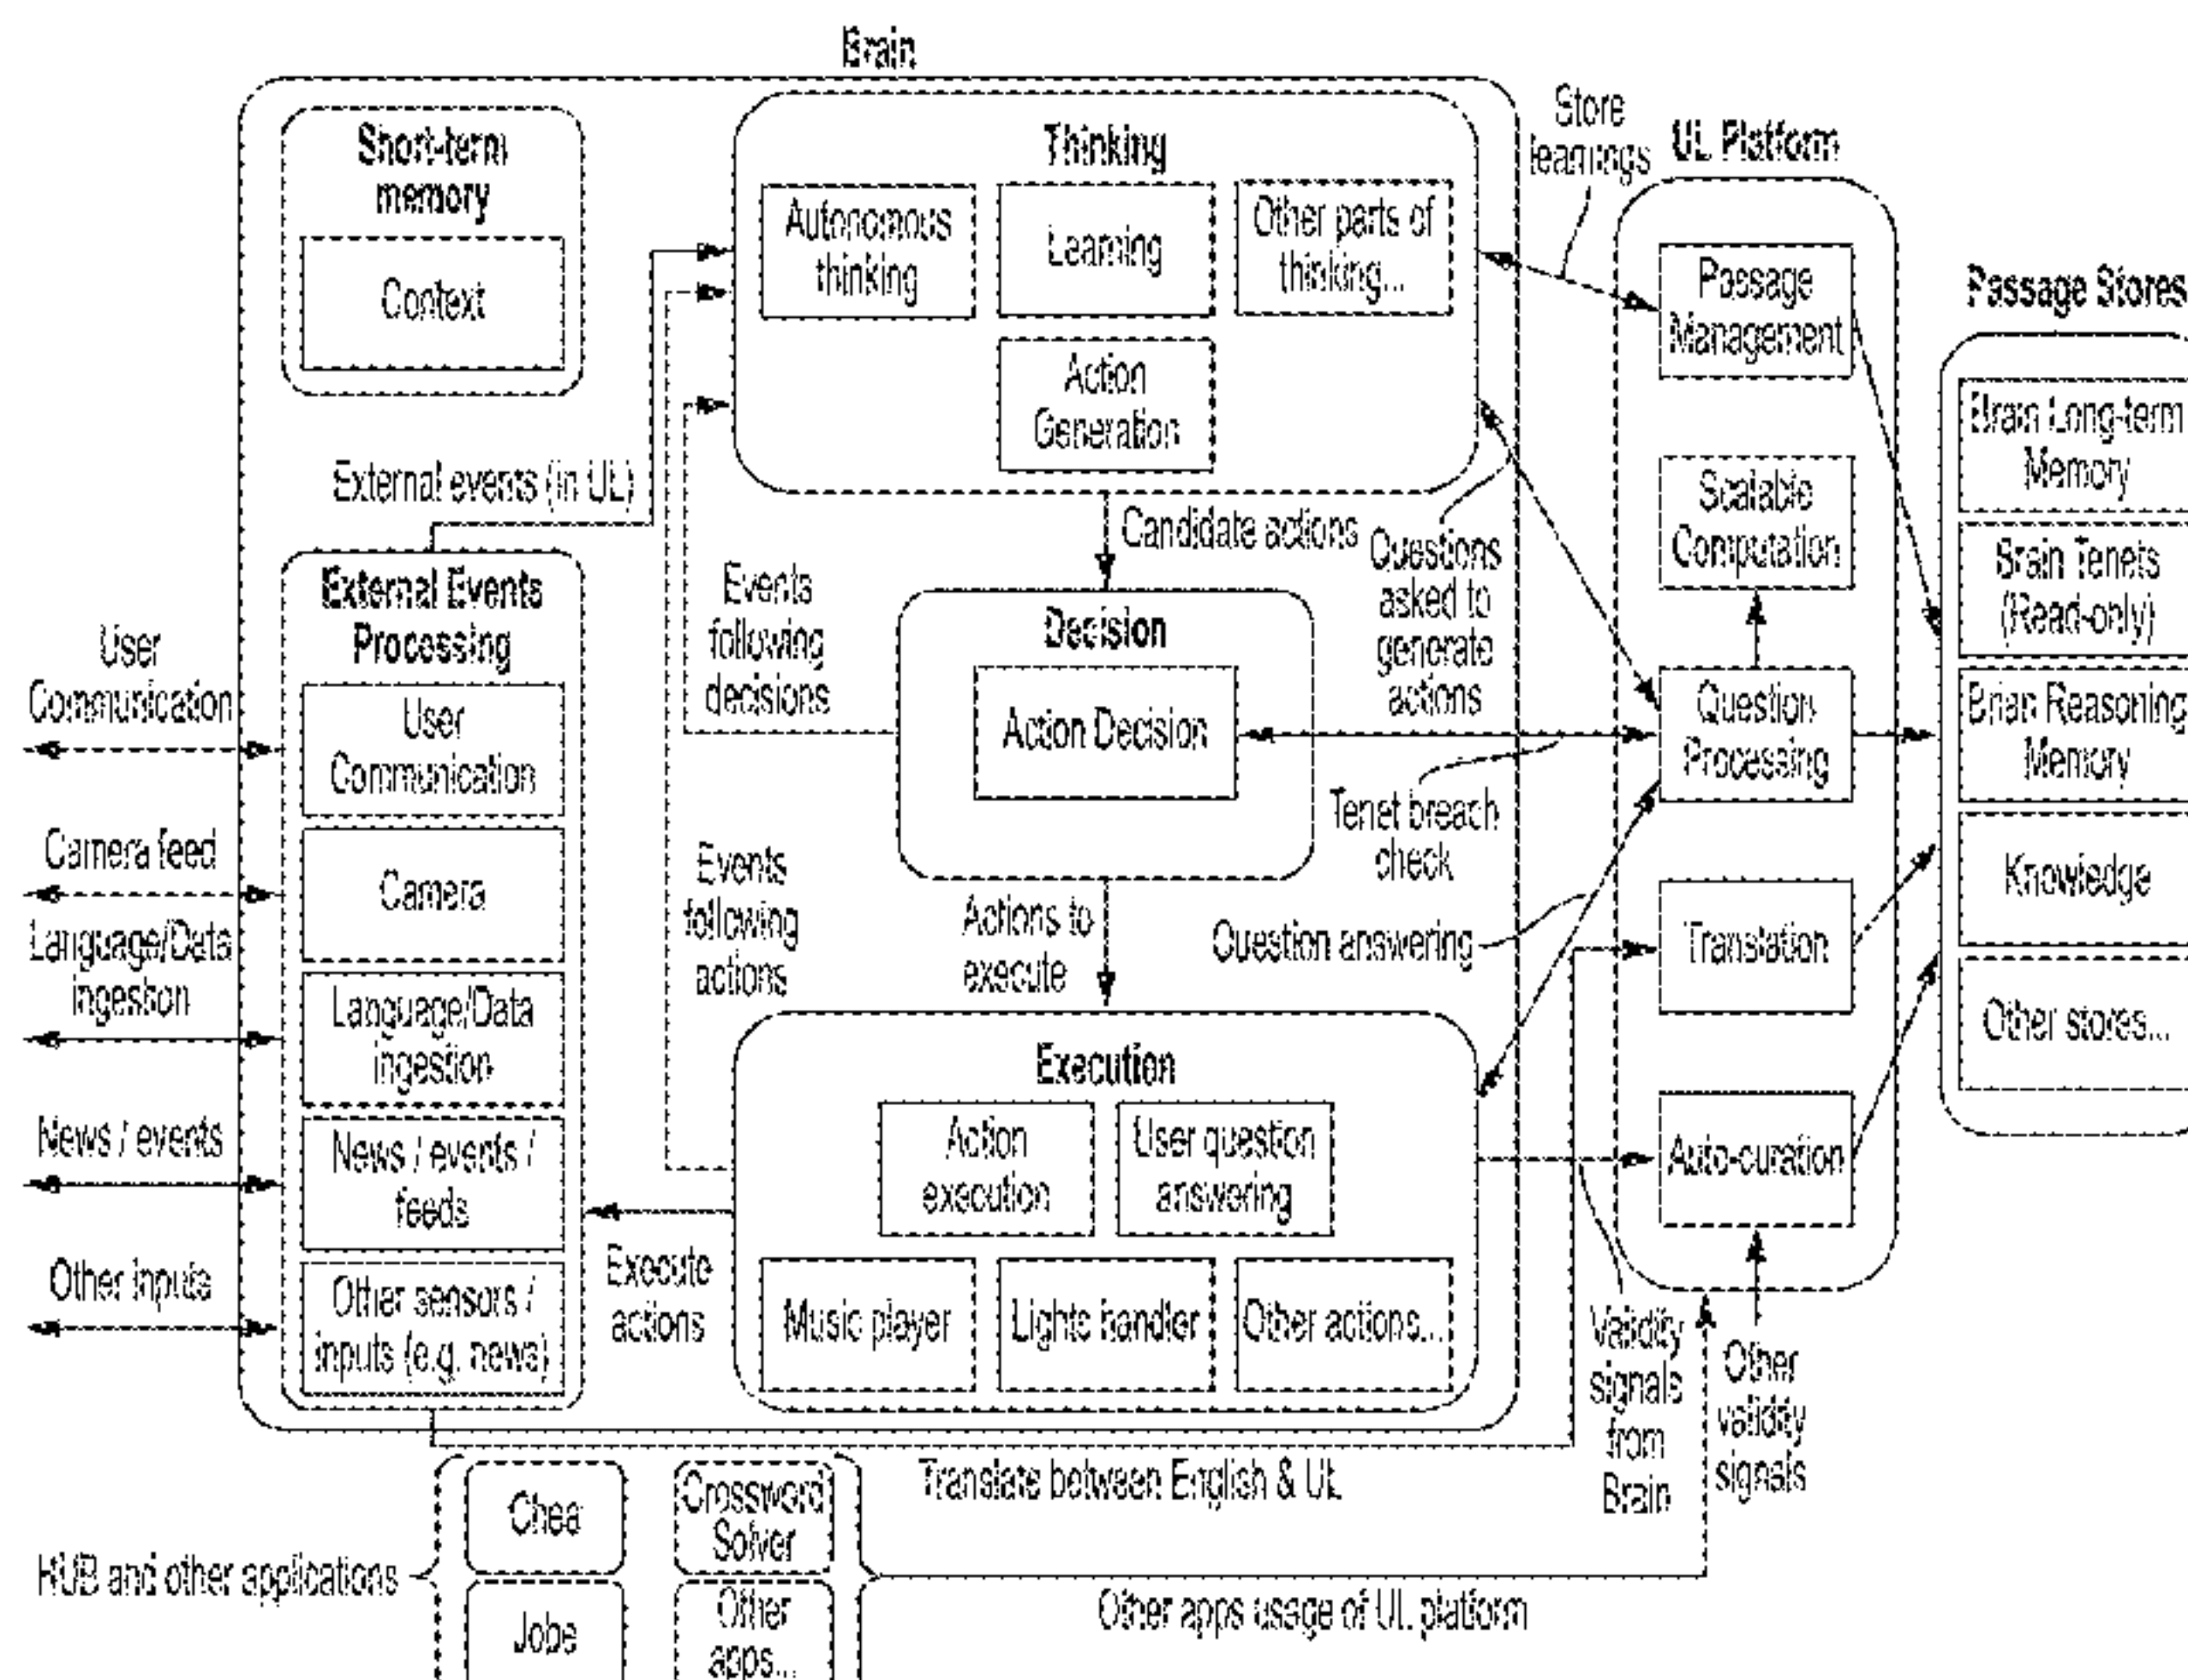 Brain
Short-term
memory
Context
Thinking
Autonomous
thinking
Learning
Other parts of
thinking...
Action
Generation
Store
learnings
UL Platform
Passage
Management
Scalable
Computation
Question
Processing
Translation
Auto-curation
Passage Stores
Brain Long-term
Memory
Brain Tenets
(Read-only)
Brian Reasoning
Memory
Knowledge
Other stores...
External events (in UL)
Candidate actions
Questions
asked to
generate
actions
Events
following
decisions
Decision
Action Decision
Tenet breach
check
Events
following
actions
Actions to
execute
Question answering
External Events
Processing
User
Communication
Camera
Language/Data
ingestion
News / events /
feeds
Other sensors /
inputs (e.g. news)
User
Communication
Camera feed
Language/Data
ingestion
News / events
Other inputs
Execution
Action
execution
User question
answering
Music player
Lights handler
Other actions...
Execute
actions
Validity
signals
from
Brain
Other
validity
signals
Translate between English & UL
HUB and other applications
Chea
Jobe
Crossword
Solver
Other
apps...
Other apps usage of UL platform